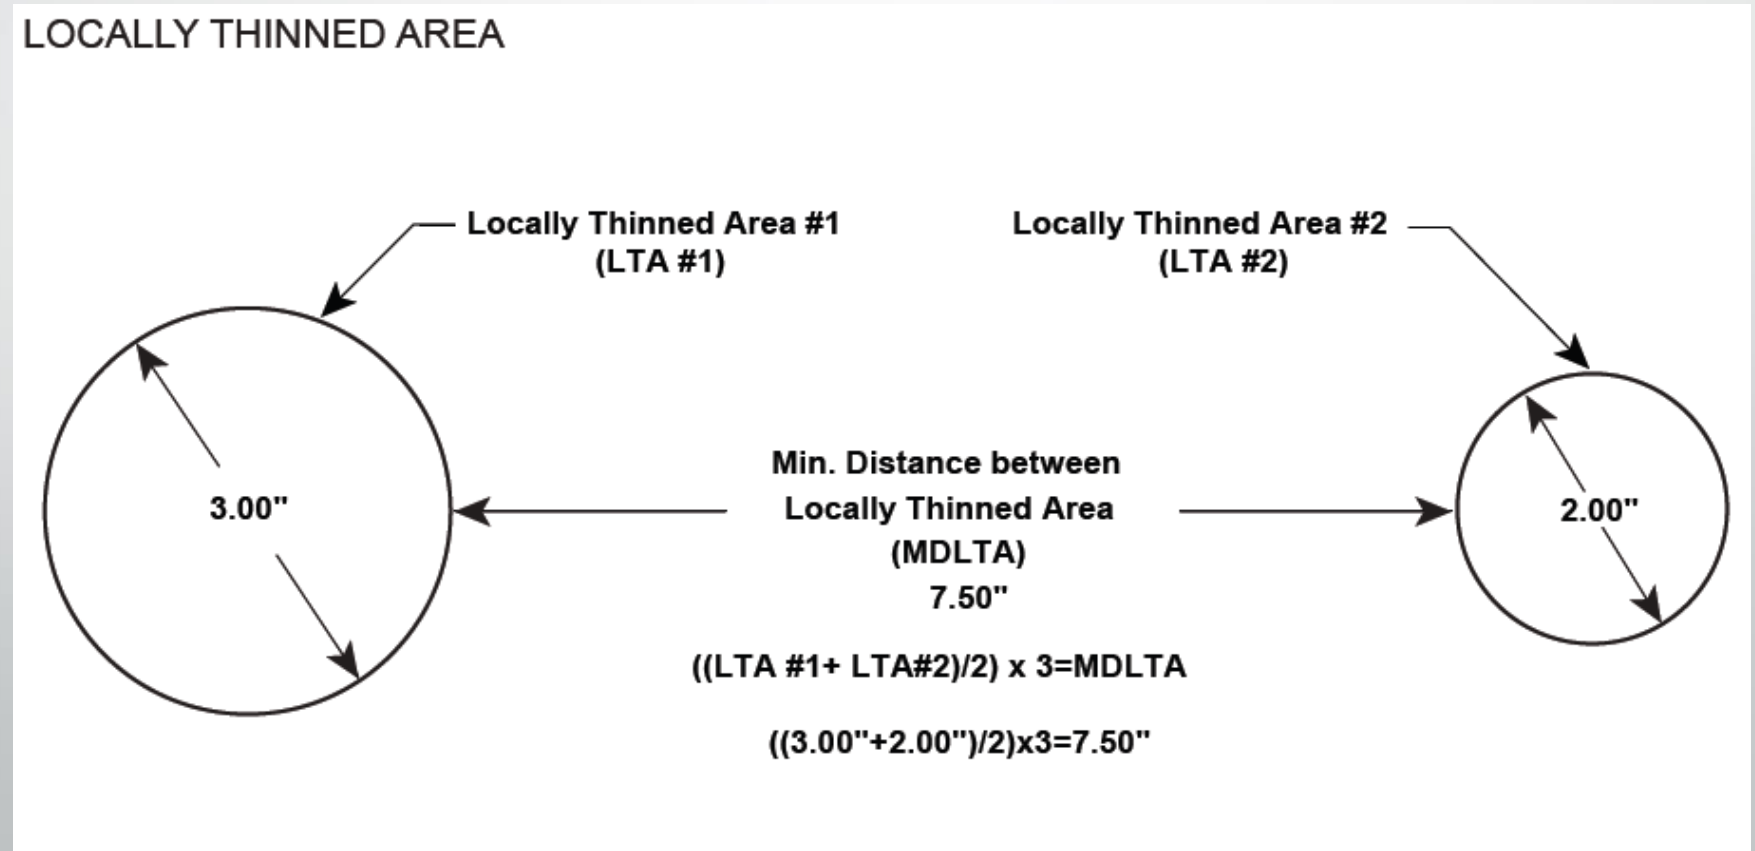 LOCALLY THINNED AREA
Locally Thinned Area #1
(LTA #1)
Locally Thinned Area #2
(LTA #2)
3.00"
Min. Distance between
Locally Thinned Area
(MDLTA)
7.50"
2.00"
((LTA #1+ LTA#2)/2) x 3=MDLTA
((3.00"+2.00")/2)x3=7.50"